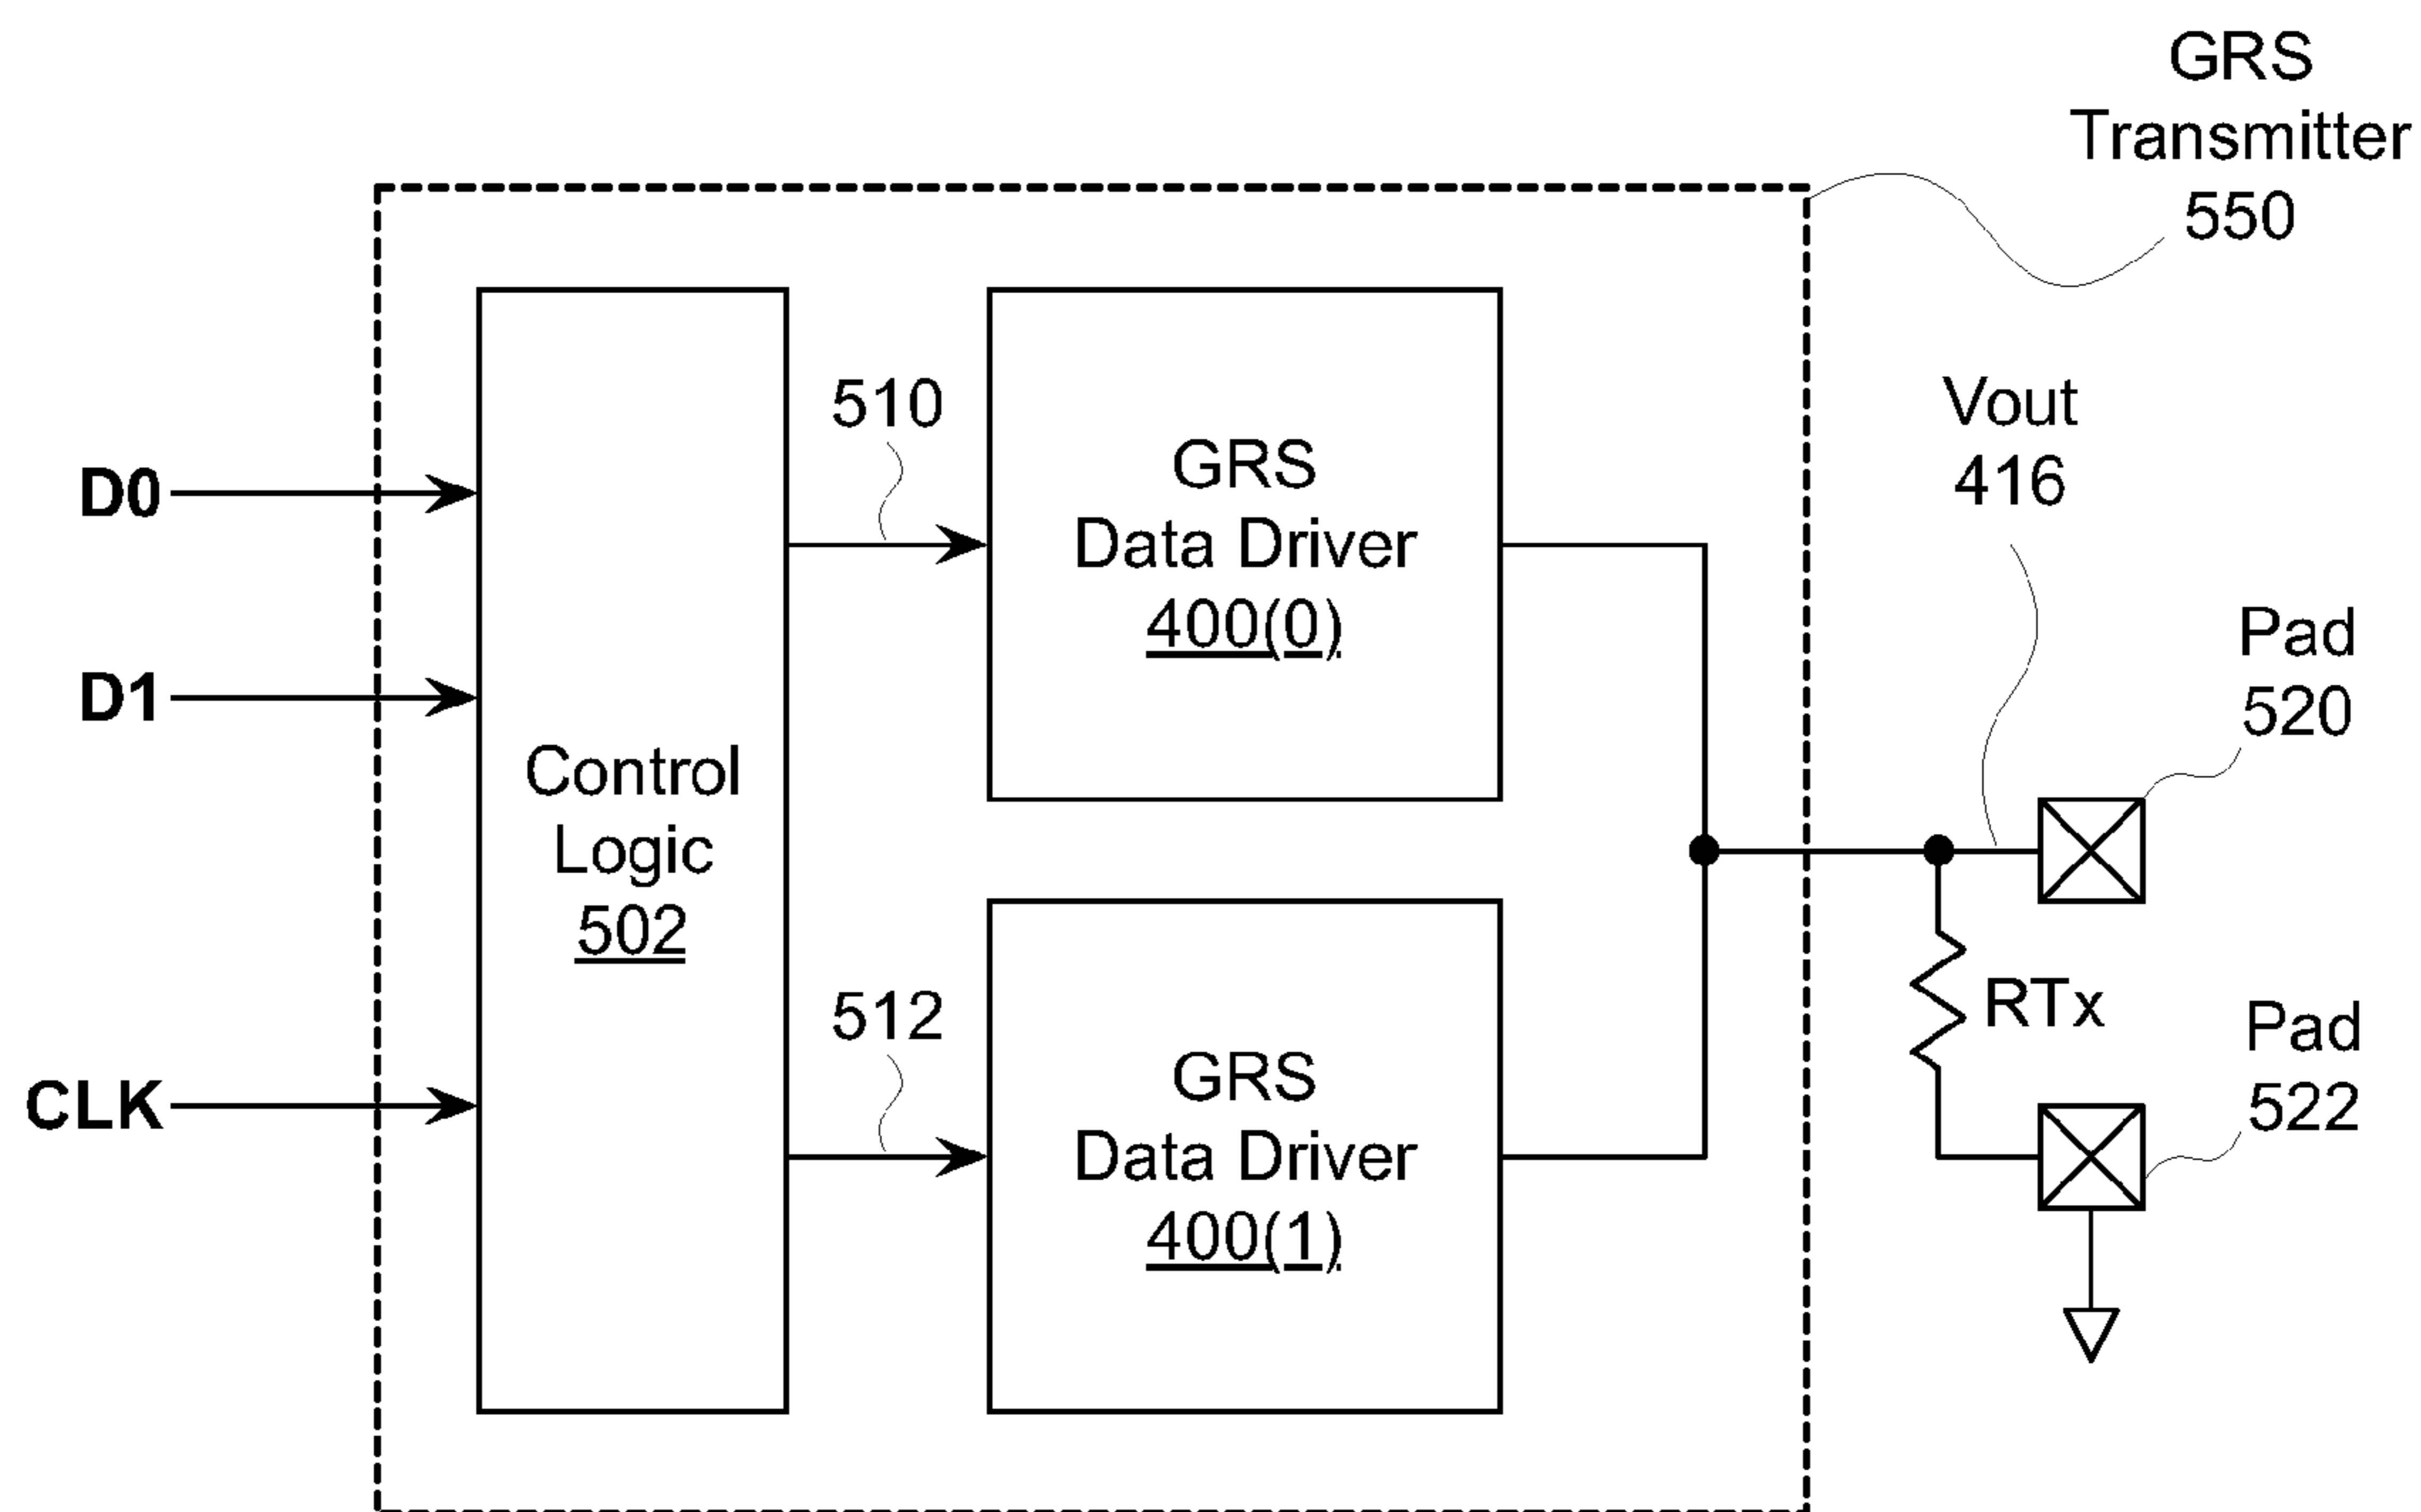 GRS
Transmitter
550
D0
D1
CLK
Control
Logic
502
510
512
GRS
Data Driver
400(0)
GRS
Data Driver
400(1)
Vout
416
Pad
520
RTx
Pad
522